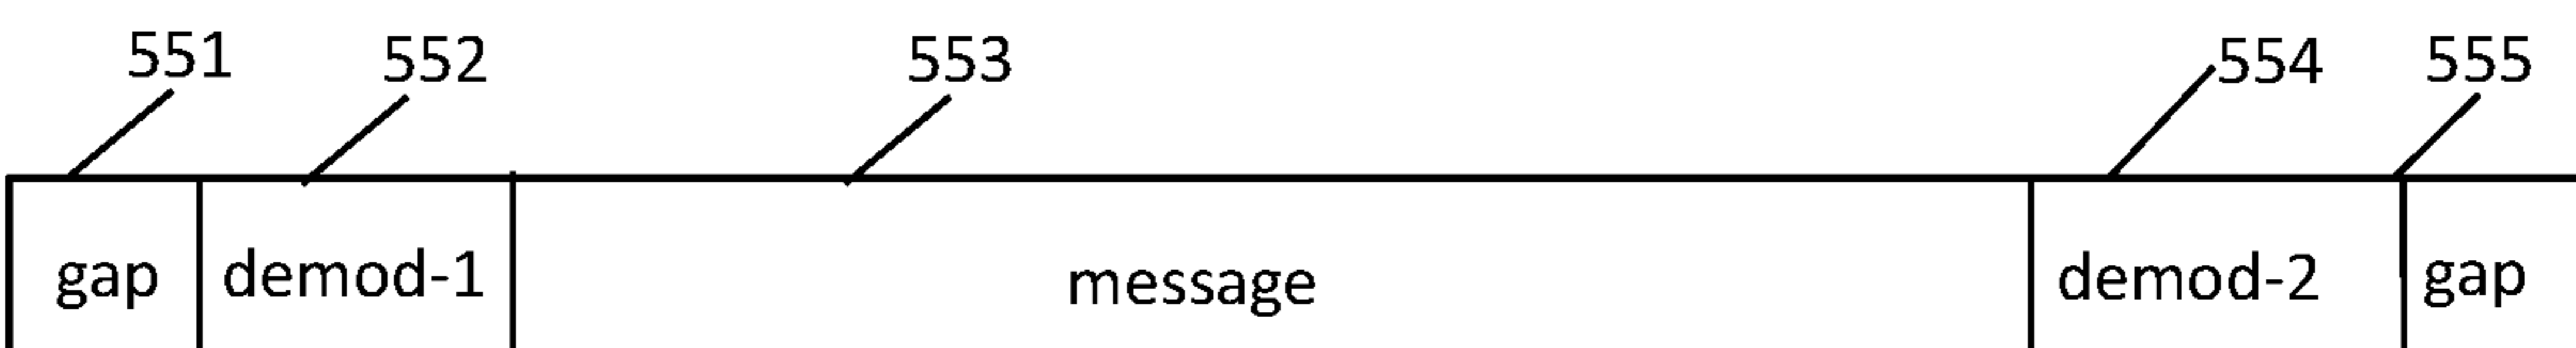 551 552 553 554 555
gap demod-1 message demod-2 gap